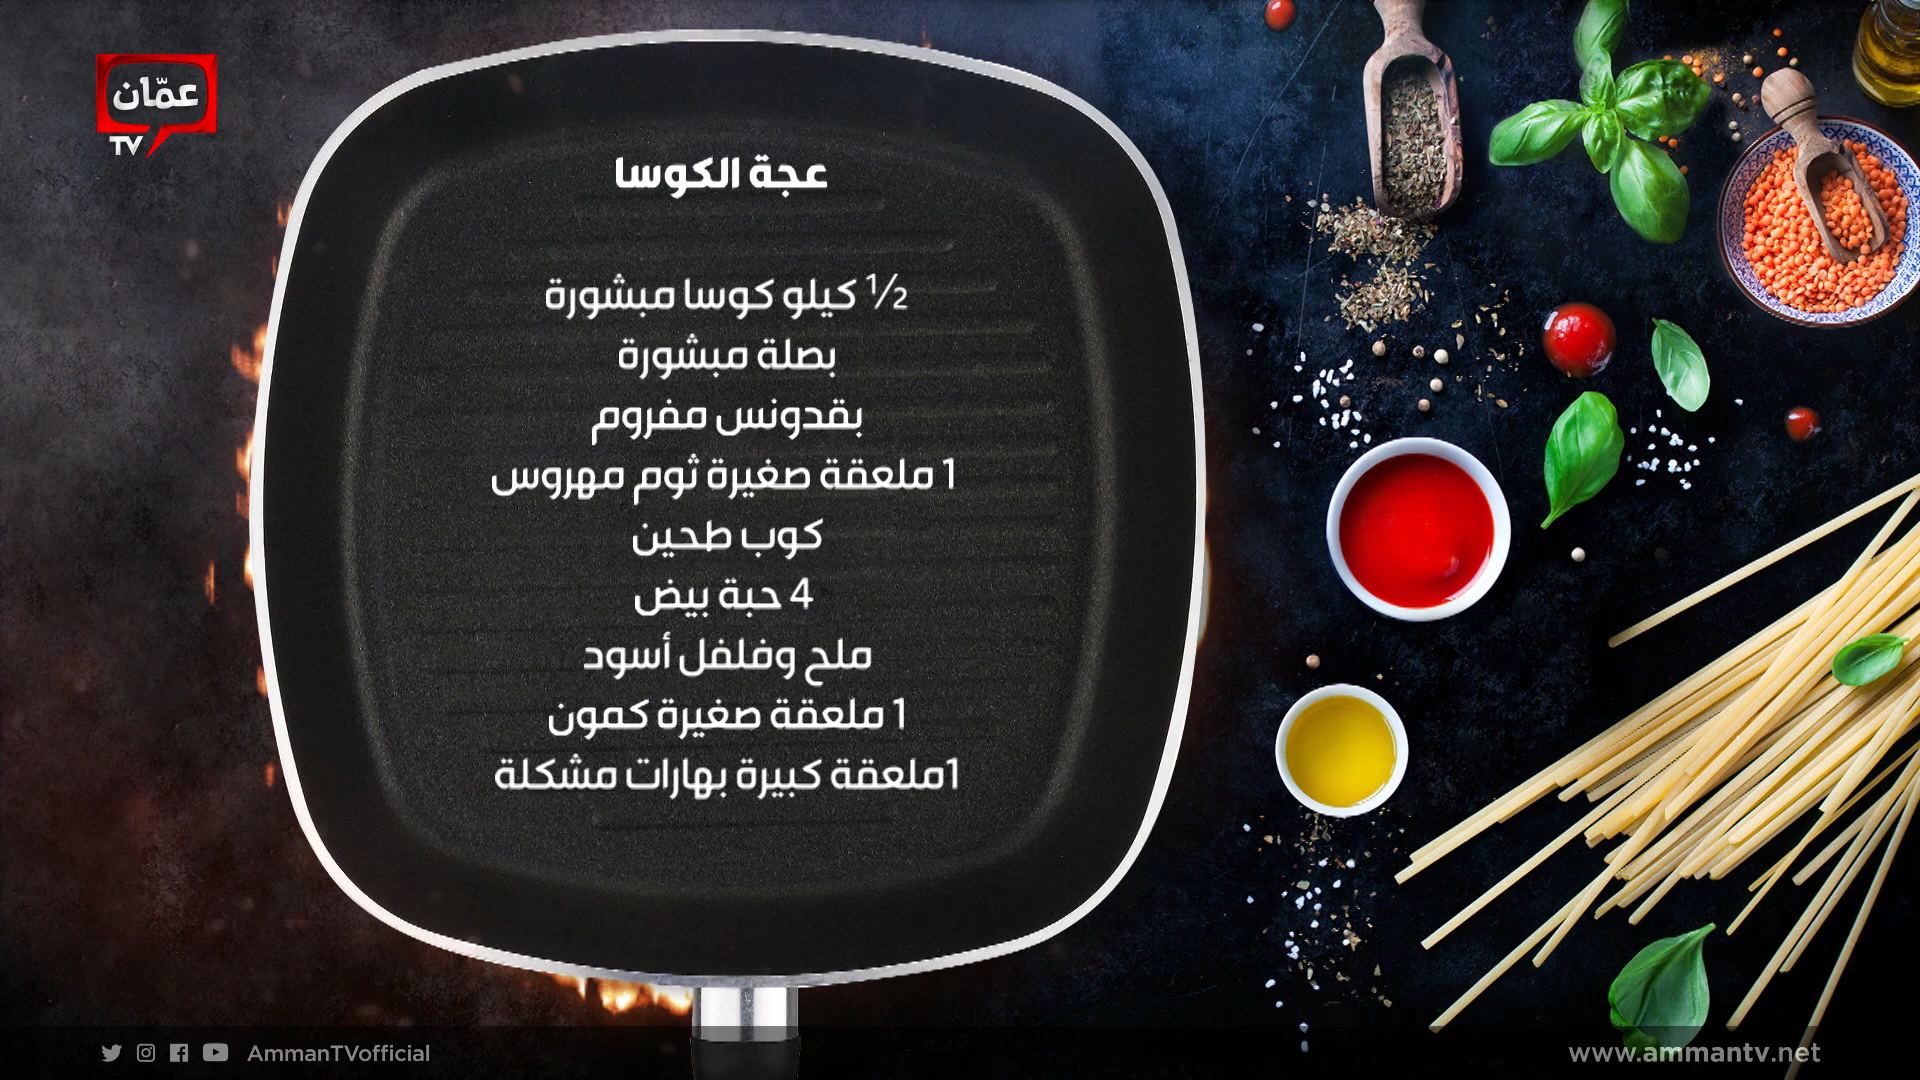 عمّان
TV
عجة الكوسا
½ كيلو كوسا مبشورة
بصلة مبشورة
بقدونس مفروم
1 ملعقة صغيرة ثوم مهروس
كوب طحين
4 حبة بيض
ملح وفلفل أسود
1 ملعقة صغيرة كمون
1ملعقة كبيرة بهارات مشكلة
AmmanTVofficial
www.ammantv.net